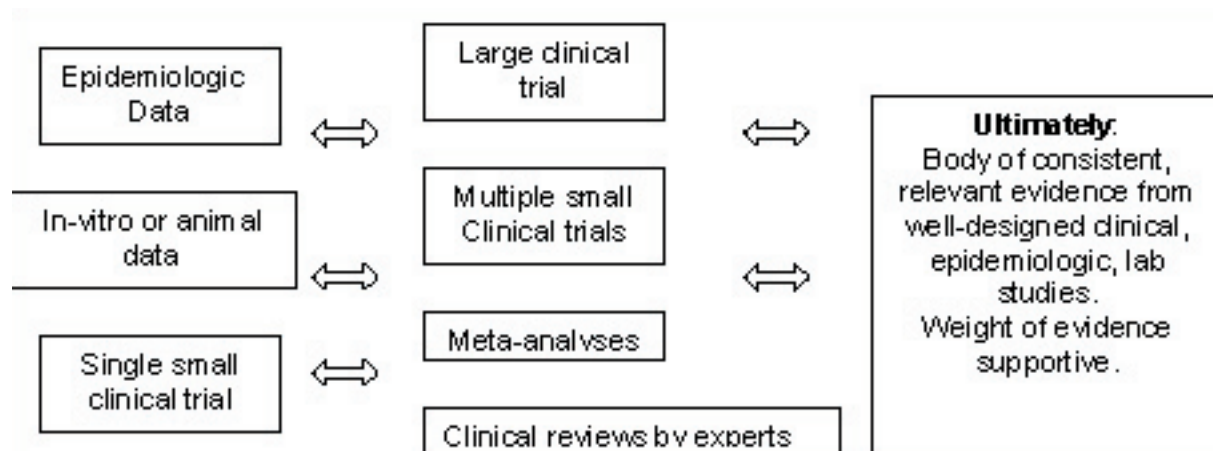 Epidemiologic
Data
In-vitro or animal
data
Single small
clinical trial
Large clinical
trial
Multiple small
Clinical trials
Meta-analyses
Clinical reviews by experts
Ultimately:
Body of consistent,
relevant evidence from
well-designed clinical,
epidemiologic, lab
studies.
Weight of evidence
supportive.